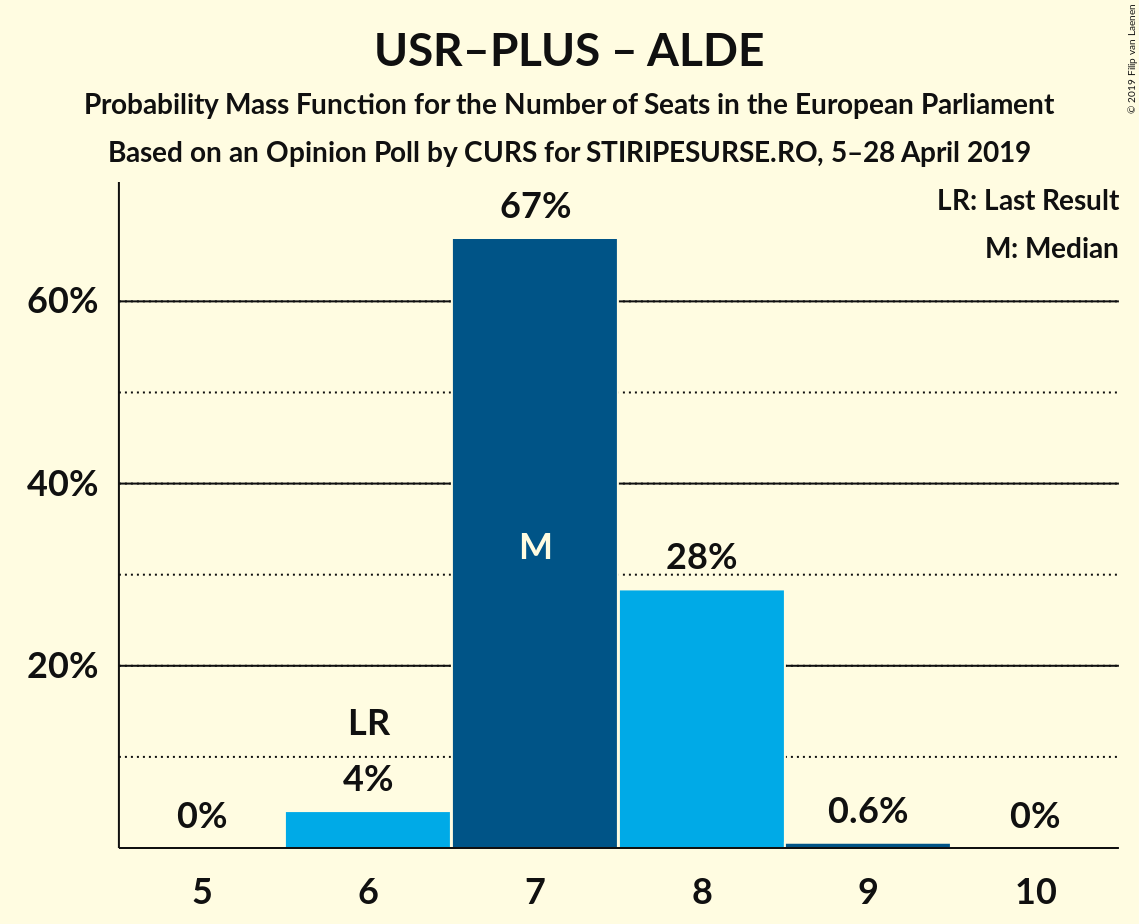 USR–PLUS – ALDE
Probability Mass Function for the Number of Seats in the European Parliament
Based on an Opinion Poll by CURS for STIRIPESURSE.RO, 5–28 April 2019
© 2019 Filip van Laenen
LR: Last Result
M: Median
67%
60%
40%
M
28%
20%
LR
4%
0%
0.6%
0%
5 6 7 8 9 10